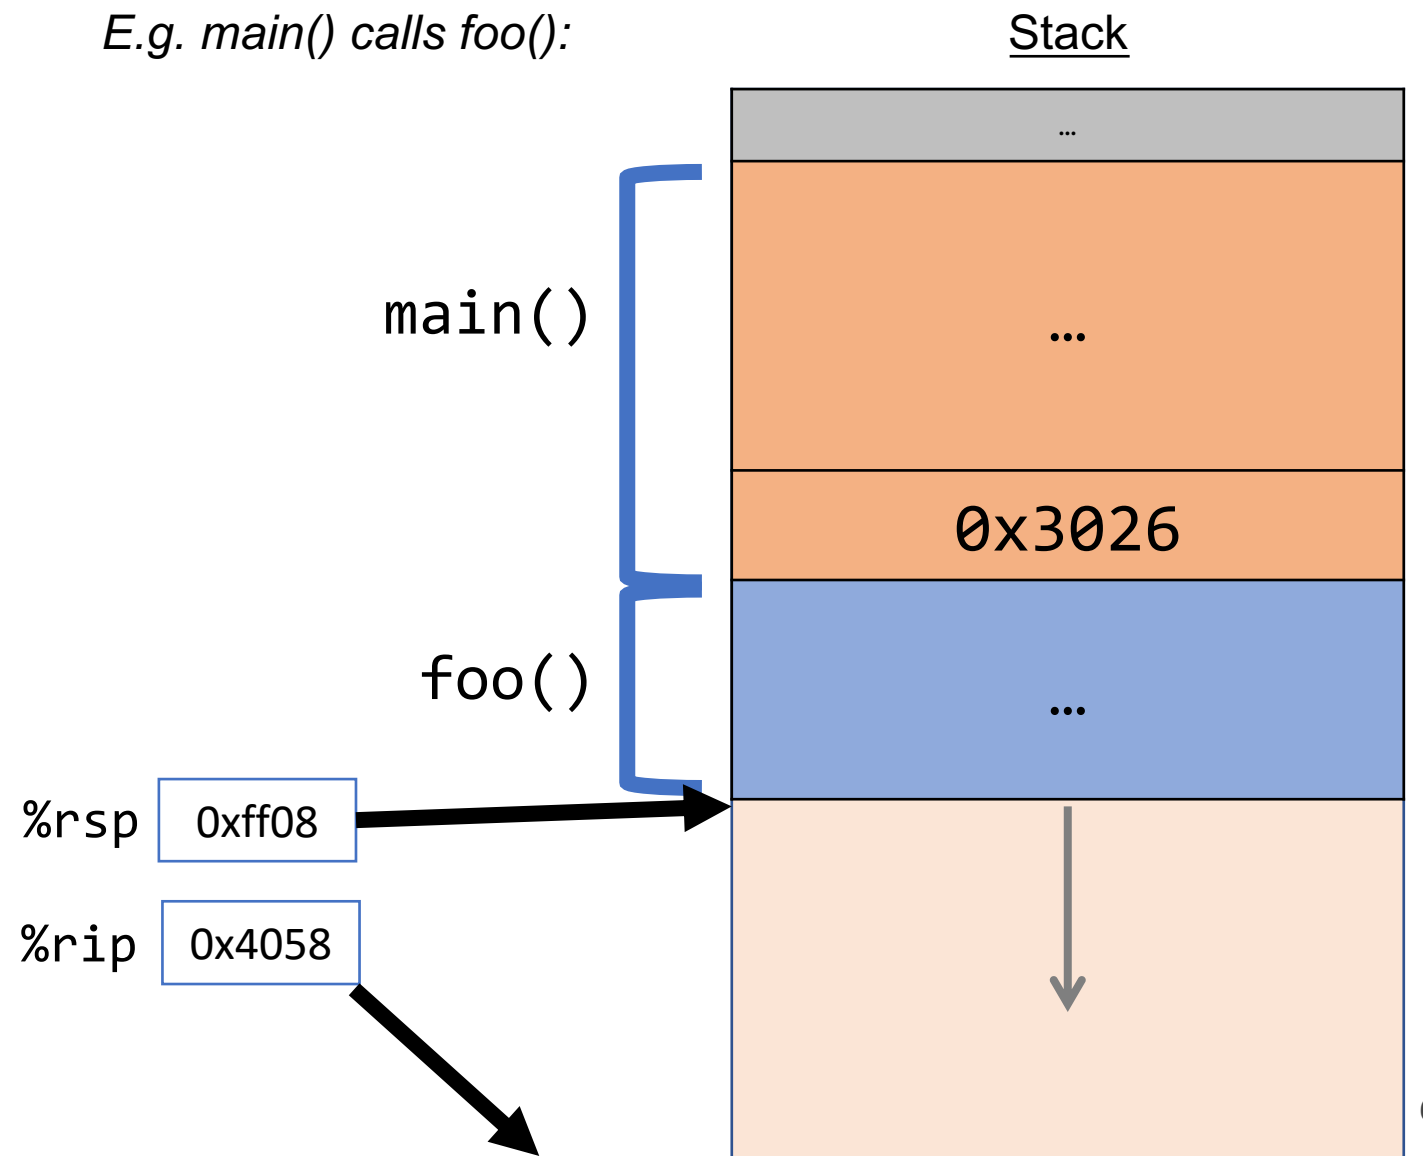 E.g. main() calls foo():
Stack
…
main()
…
0x3026
foo()
…
%rsp
0xff08
%rip
0x4058